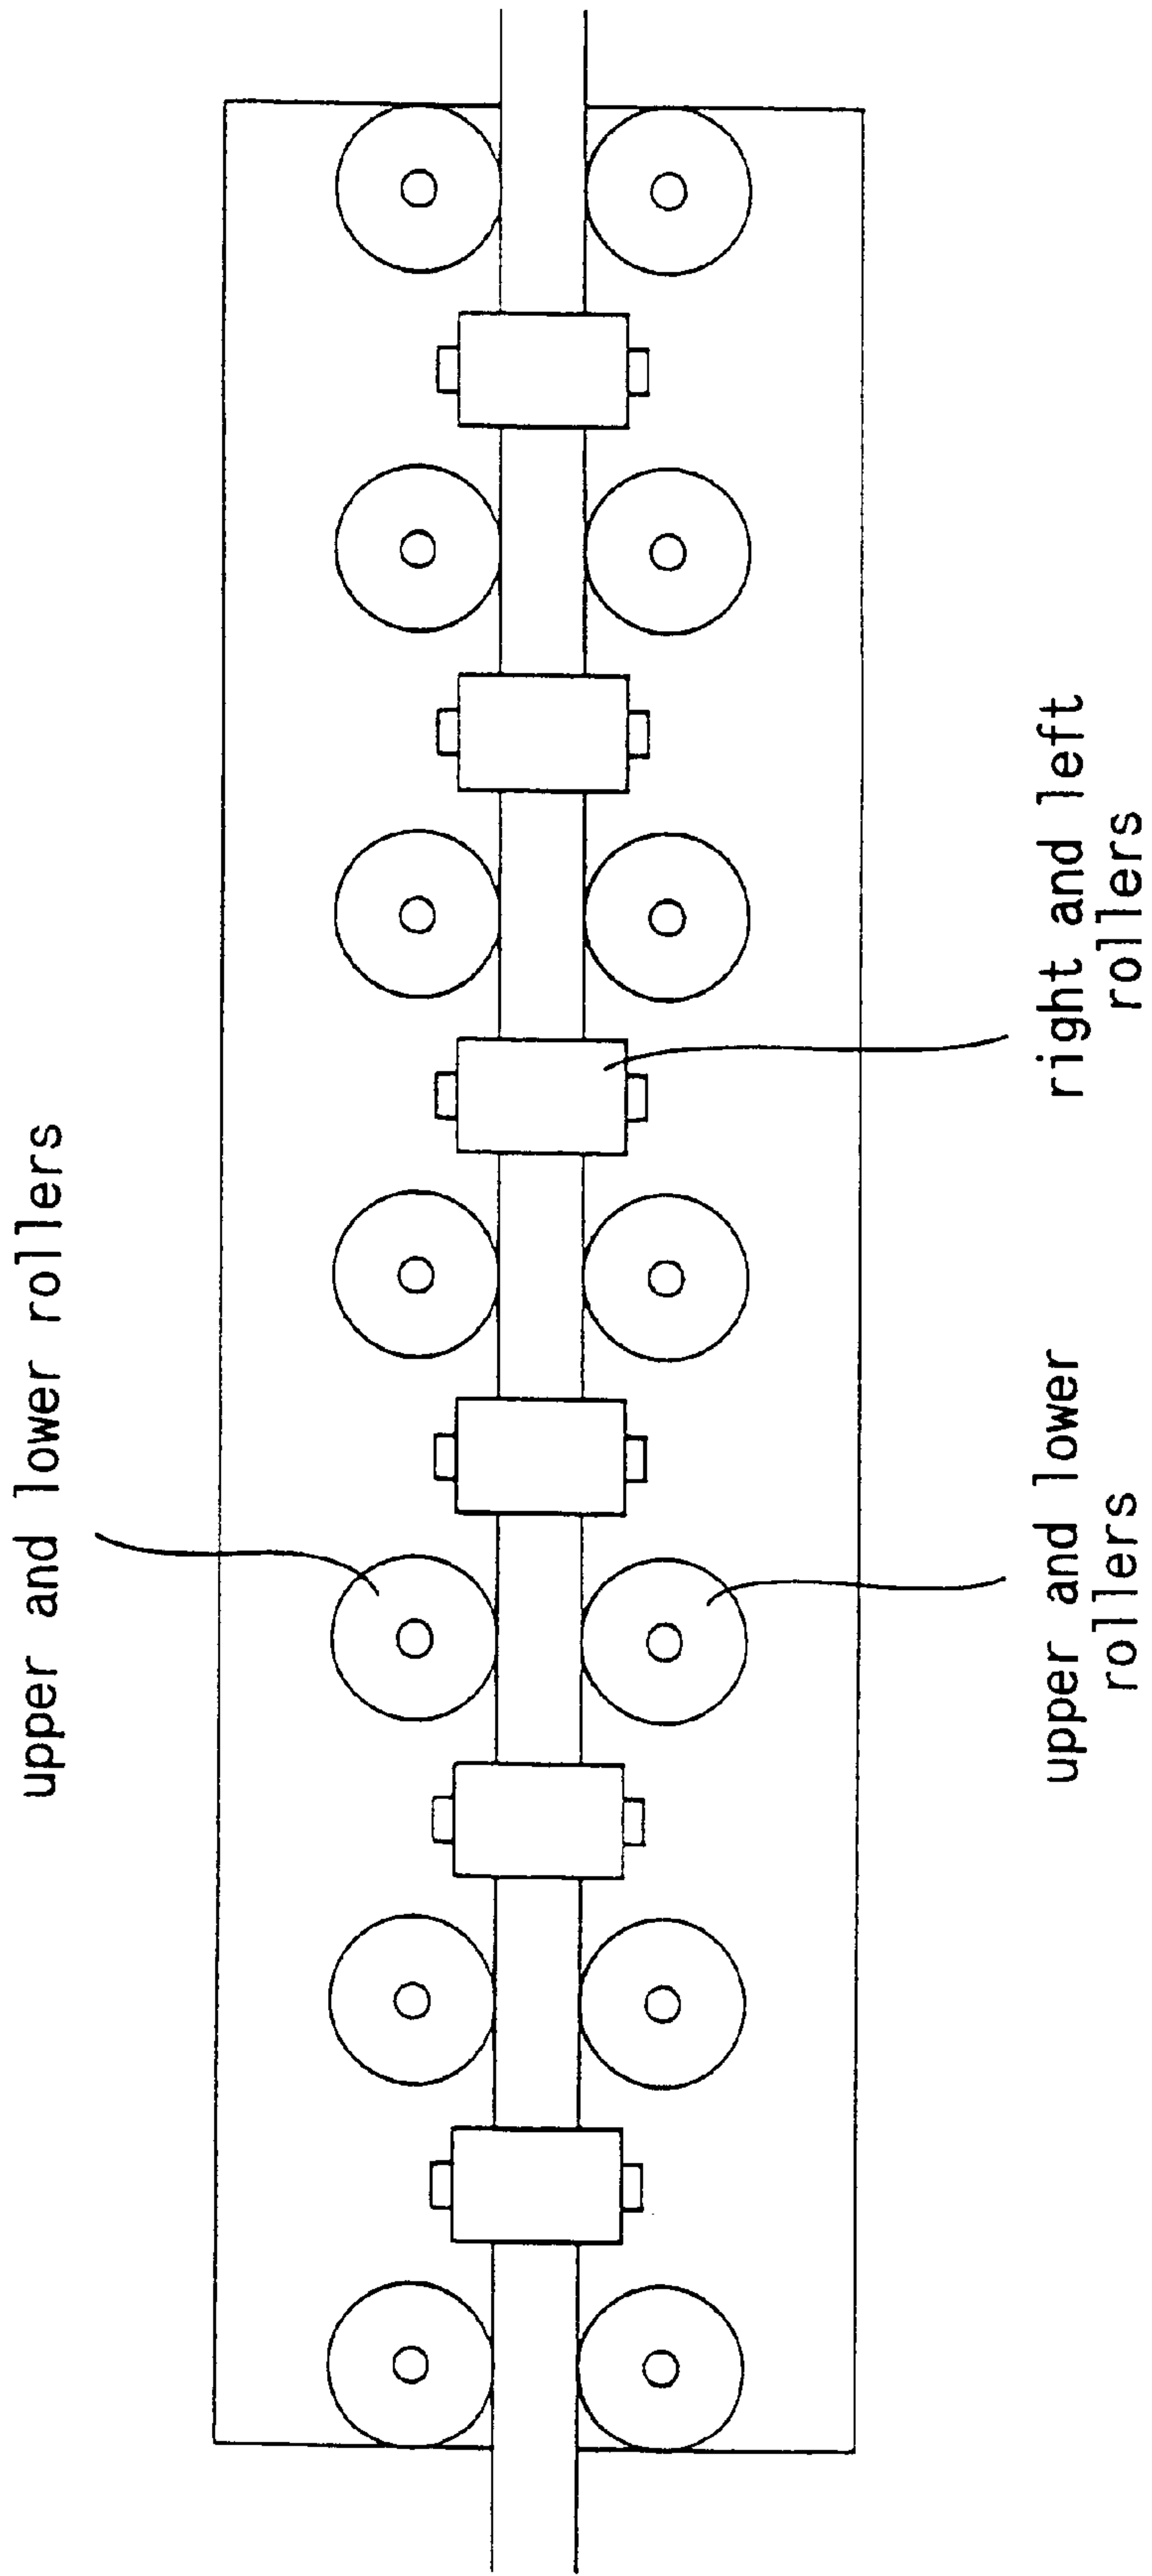 upper and lower rollers
upper and lower
rollers
right and left
rollers